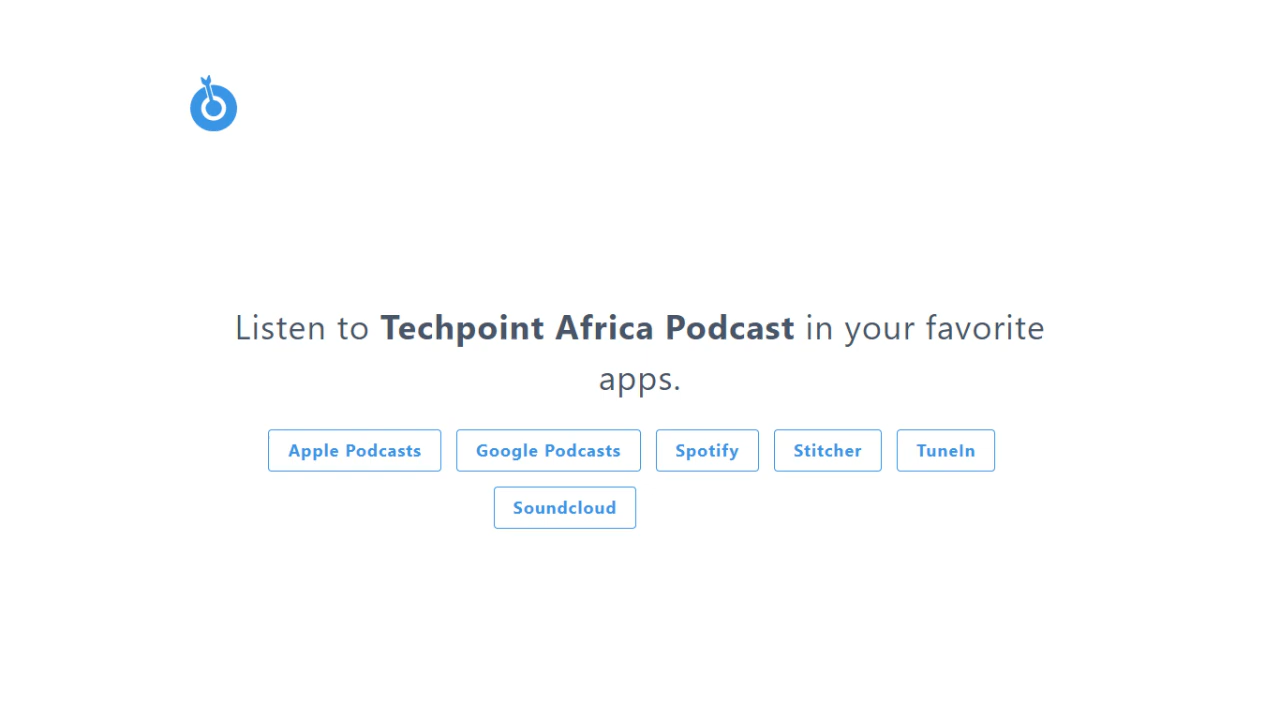 Listen to Techpoint Africa Podcast in your favorite
apps.
Apple Podcasts Google Podcasts Spotify Stitcher TuneIn
Soundcloud